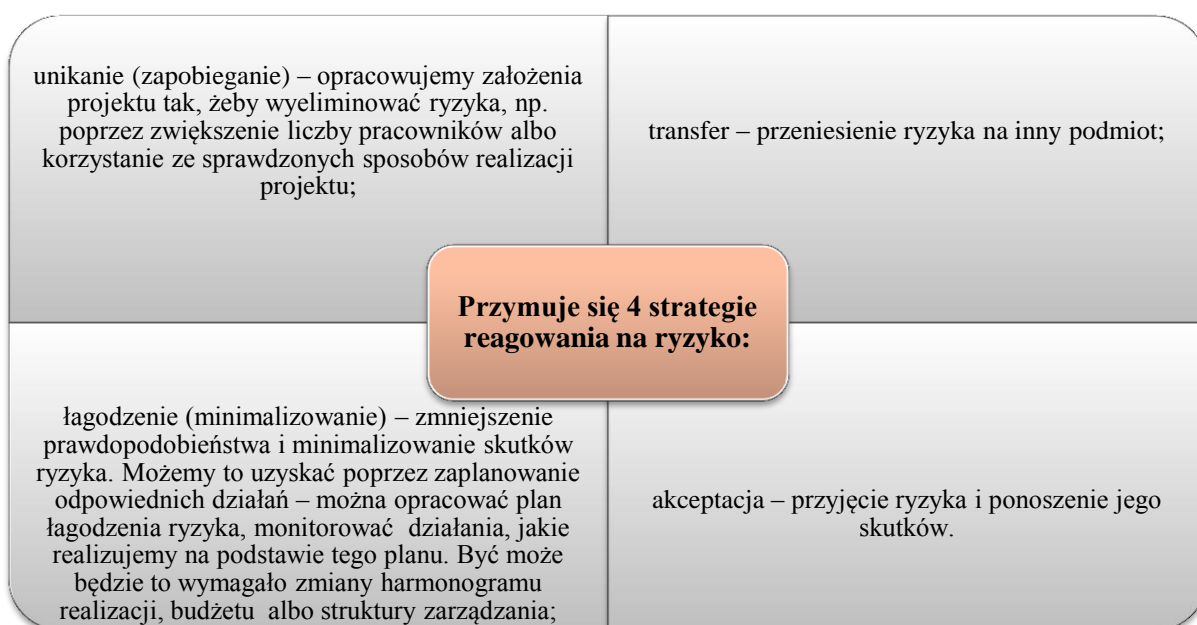 unikanie (zapobieganie) – opracowujemy założenia
projektu tak, żeby wyeliminować ryzyka, np.
poprzez zwiększenie liczby pracowników albo
korzystanie ze sprawdzonych sposobów realizacji
projektu;
transfer – przeniesienie ryzyka na inny podmiot;
Przymuje się 4 strategie
reagowania na ryzyko:
łagodzenie (minimalizowanie) – zmniejszenie
prawdopodobieństwa i minimalizowanie skutków
ryzyka. Możemy to uzyskać poprzez zaplanowanie
odpowiednich działań – można opracować plan
łagodzenia ryzyka, monitorować działania, jakie
realizujemy na podstawie tego planu. Być może
będzie to wymagało zmiany harmonogramu
realizacji, budżetu albo struktury zarządzania;
akceptacja – przyjęcie ryzyka i ponoszenie jego
skutków.